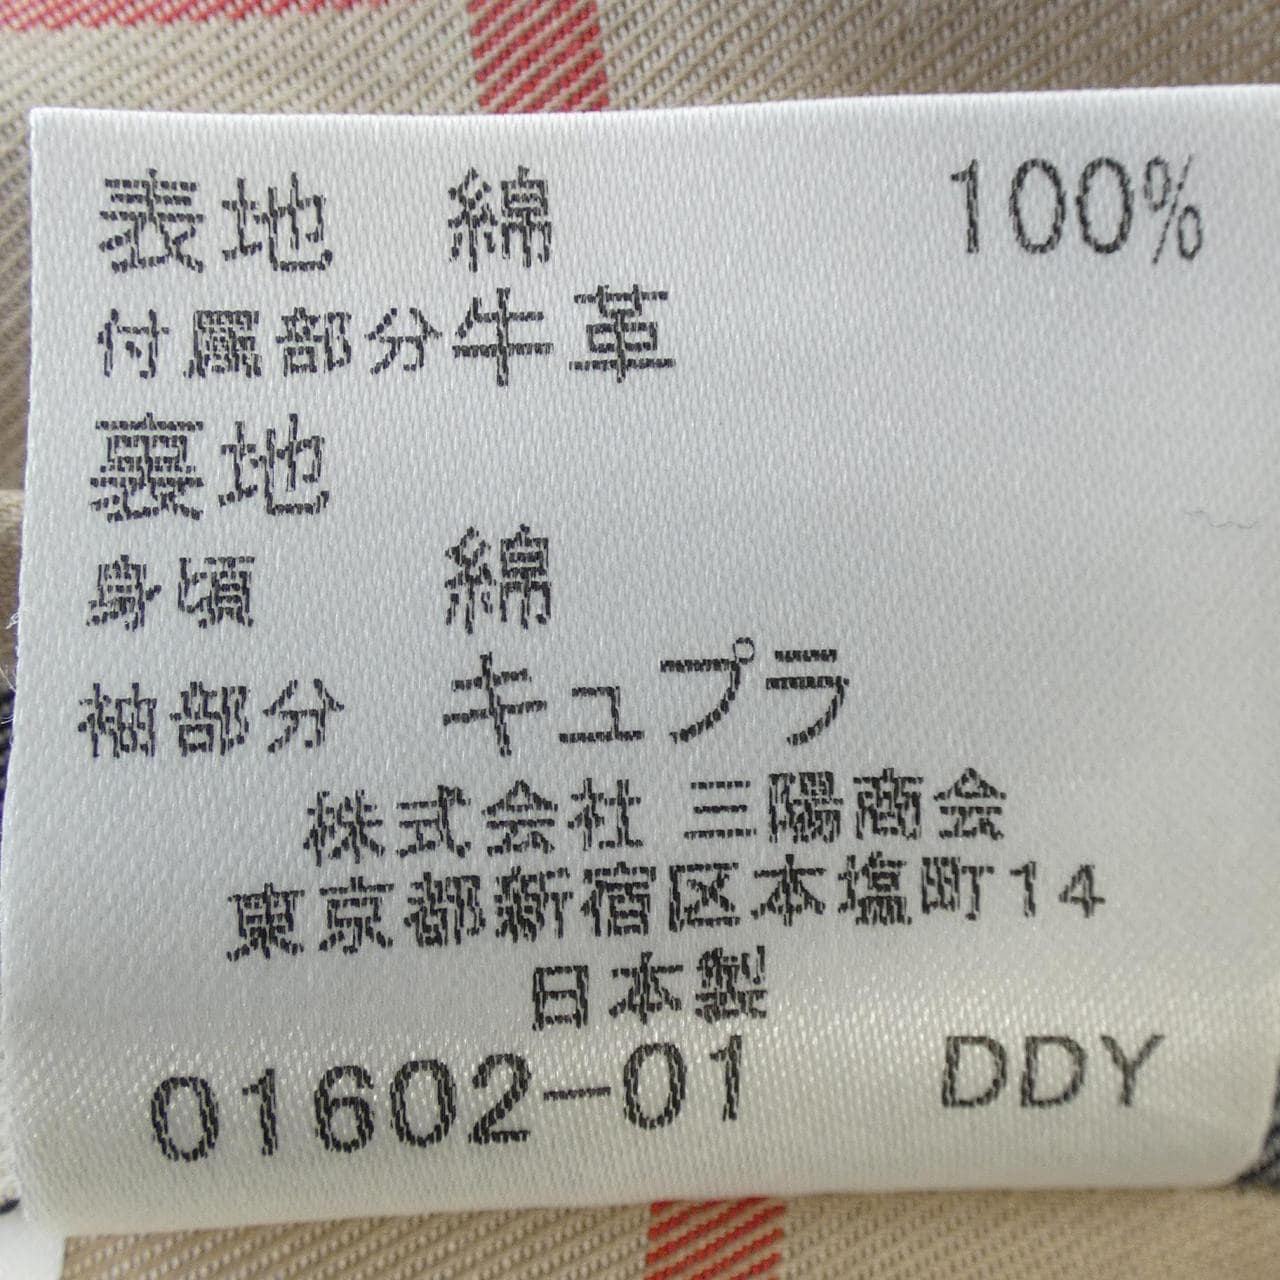 表地 綿 100%
付属部分牛革
裏地
身頃 綿
袖部分 キュプラ
株式会社 三陽商会
東京都新宿区本塩町14
日本製
01602-01 DDY